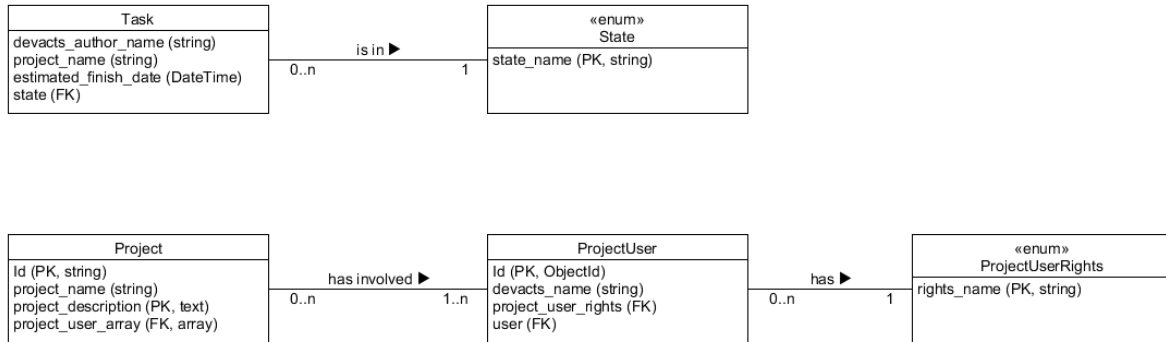 Task
devacts_author_name (string)
project_name (string)
estimated_finish_date (DateTime)
state (FK)
is in ▶
0..n
1
«enum»
State
state_name (PK, string)
Project
Id (PK, string)
project_name (string)
project_description (PK, text)
project_user_array (FK, array)
has involved ▶
0..n
1..n
ProjectUser
Id (PK, ObjectId)
devacts_name (string)
project_user_rights (FK)
user (FK)
has ▶
0..n
1
«enum»
ProjectUserRights
rights_name (PK, string)